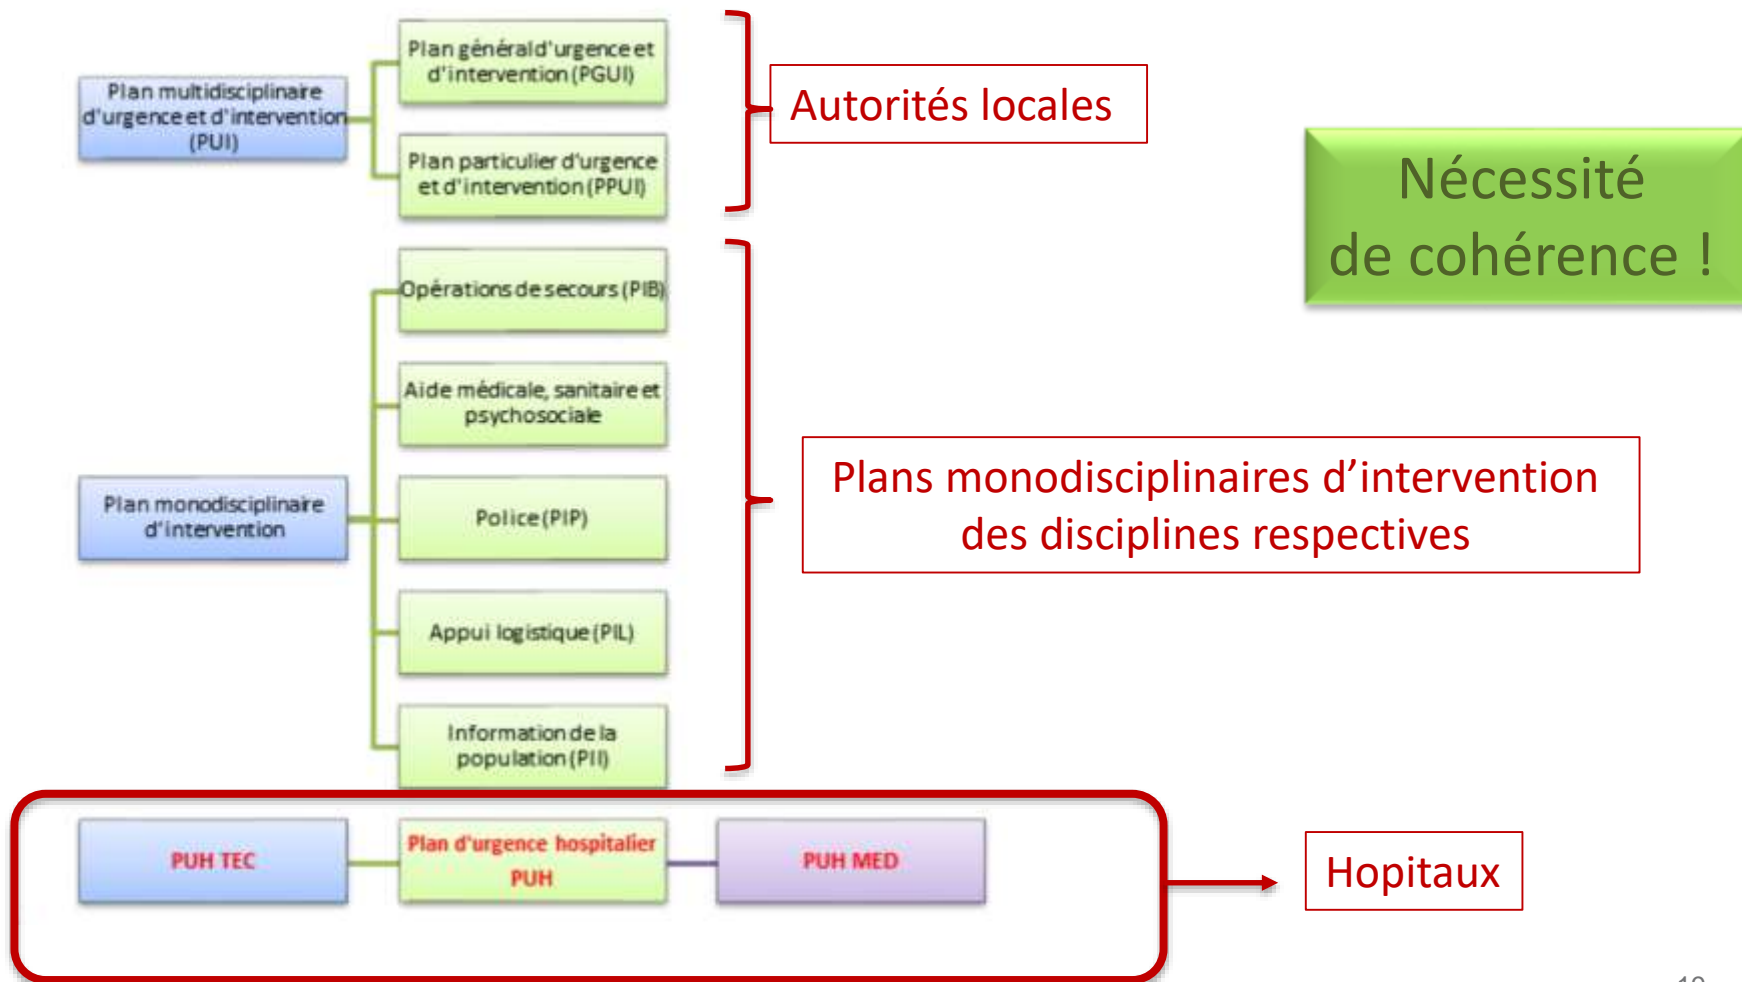 Plan général d'urgence et
d'intervention (PGUI)
Plan multidisciplinaire
d'urgence et d'intervention
(PUI)
Plan particulier d'urgence
et d'intervention (PPUI)
Autorités locales
Nécessité
de cohérence !
Opérations de secours (PIB)
Aide médicale, sanitaire et
psychosociale
Plan monodisciplinaire
d'intervention
Police (PIP)
Appui logistique (PIL)
Information de la
population (PII)
Plans monodisciplinaires d’intervention
des disciplines respectives
PUH TEC
Plan d'urgence hospitalier
PUH
PUH MED
Hopitaux